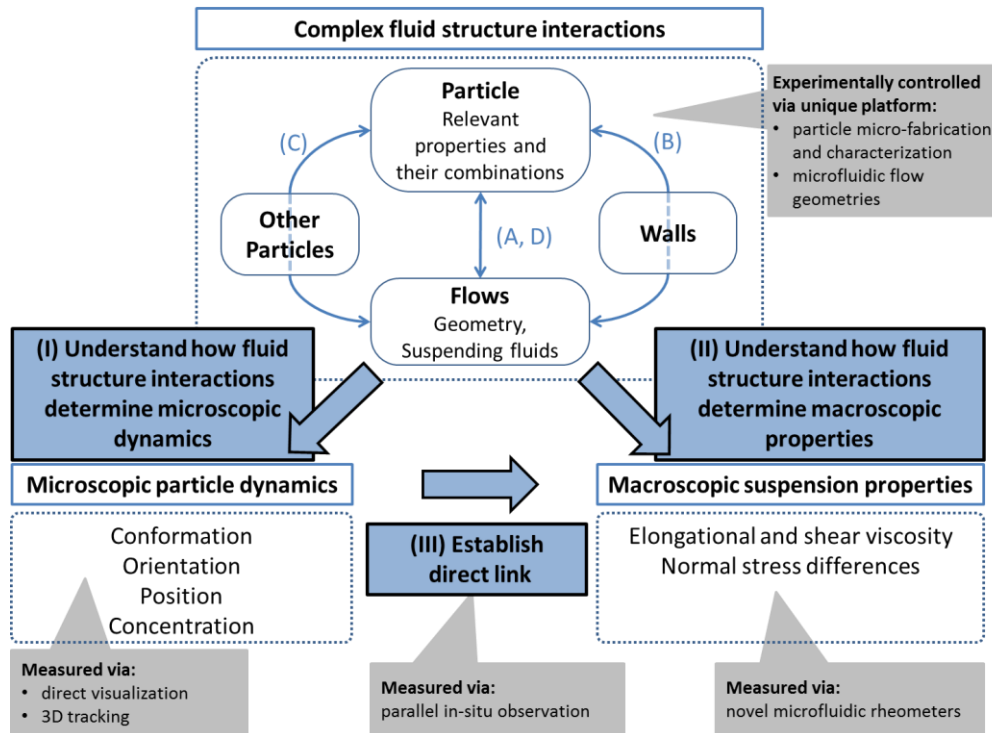 Complex fluid structure interactions
Particle
Relevant
properties and
their combinations
(C)
(B)
Experimentally controlled
via unique platform:
• particle micro-fabrication
and characterization
• microfluidic flow
geometries
Other
Particles
(A, D)
Walls
Flows
Geometry,
Suspending fluids
(I) Understand how fluid
structure interactions
determine microscopic
dynamics
(II) Understand how fluid
structure interactions
determine macroscopic
properties
Microscopic particle dynamics
Macroscopic suspension properties
Conformation
Orientation
Position
Concentration
(III) Establish
direct link
Elongational and shear viscosity
Normal stress differences
Measured via:
• direct visualization
• 3D tracking
Measured via:
parallel in-situ observation
Measured via:
novel microfluidic rheometers